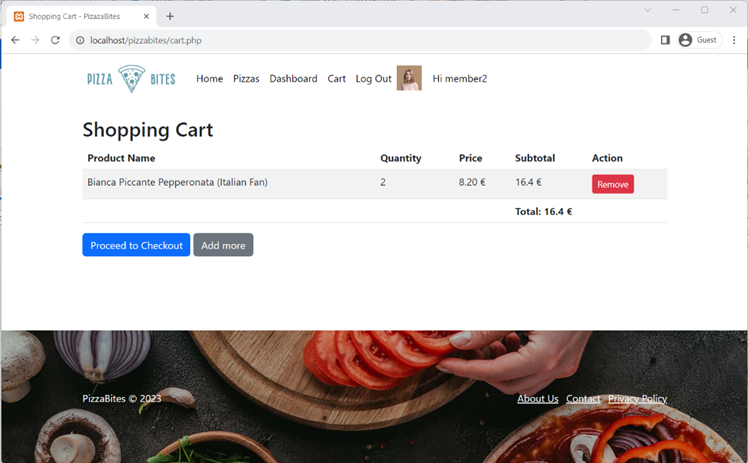 Shopping Cart - PizazaBites
localhost/pizzabites/cart.php
Guest
PIZZA BITES
Home Pizzas Dashboard Cart Log Out Hi member2
Shopping Cart
Product Name Quantity Price Subtotal Action
Bianca Piccante Pepperonata (Italian Fan) 2 8.20 € 16.4 € Remove
Total: 16.4 €
Proceed to Checkout Add more
PizzaBites © 2023 About Us Contact Privacy Policy